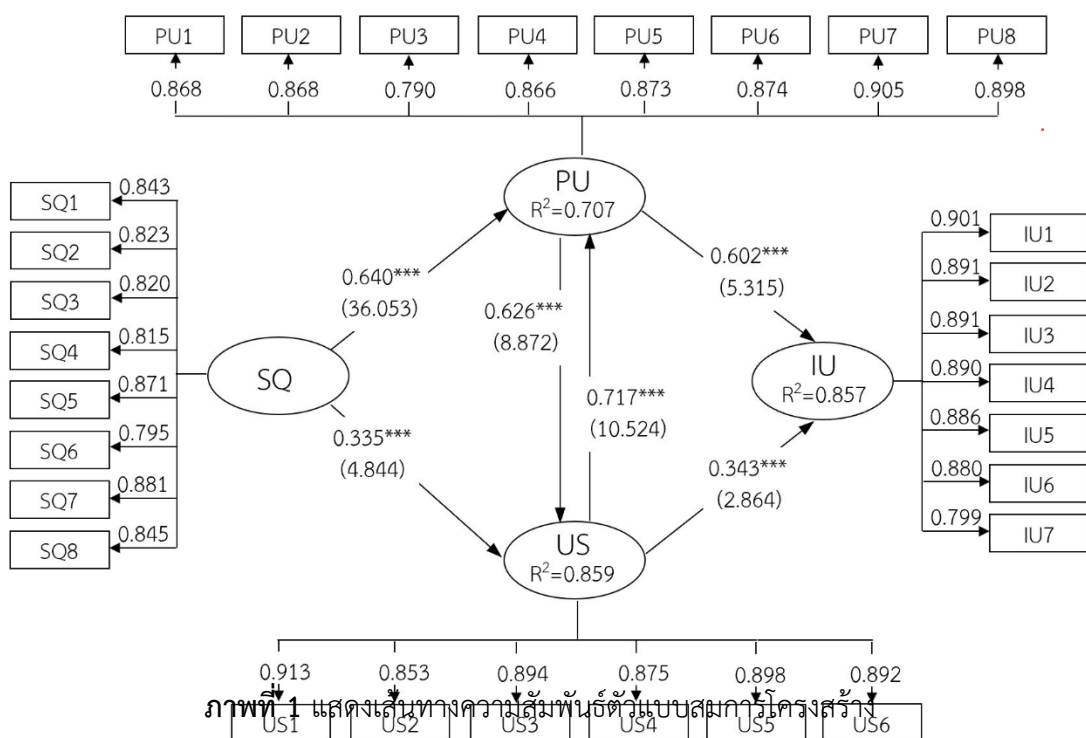 PU1 PU2 PU3 PU4 PU5 PU6 PU7 PU8
0.868 0.868 0.790 0.866 0.873 0.874 0.905 0.898
PU
R²=0.707
SQ1 0.843
SQ2 0.823
SQ3 0.820
SQ4 0.815
SQ5 0.871
SQ6 0.795
SQ7 0.881
SQ8 0.845
SQ
0.640***
(36.053)
0.335***
(4.844)
0.626***
(8.872)
0.717***
(10.524)
0.602***
(5.315)
0.343***
(2.864)
IU
R²=0.857
0.901 IU1
0.891 IU2
0.891 IU3
0.890 IU4
0.886 IU5
0.880 IU6
0.799 IU7
US
R²=0.859
0.913 0.853 0.894 0.875 0.898 0.892
ภาพที่ 1 แสดงเส้นทางความสัมพันธ์ตัวแบบสมการโครงสร้าง
US1 US2 US3 US4 US5 US6